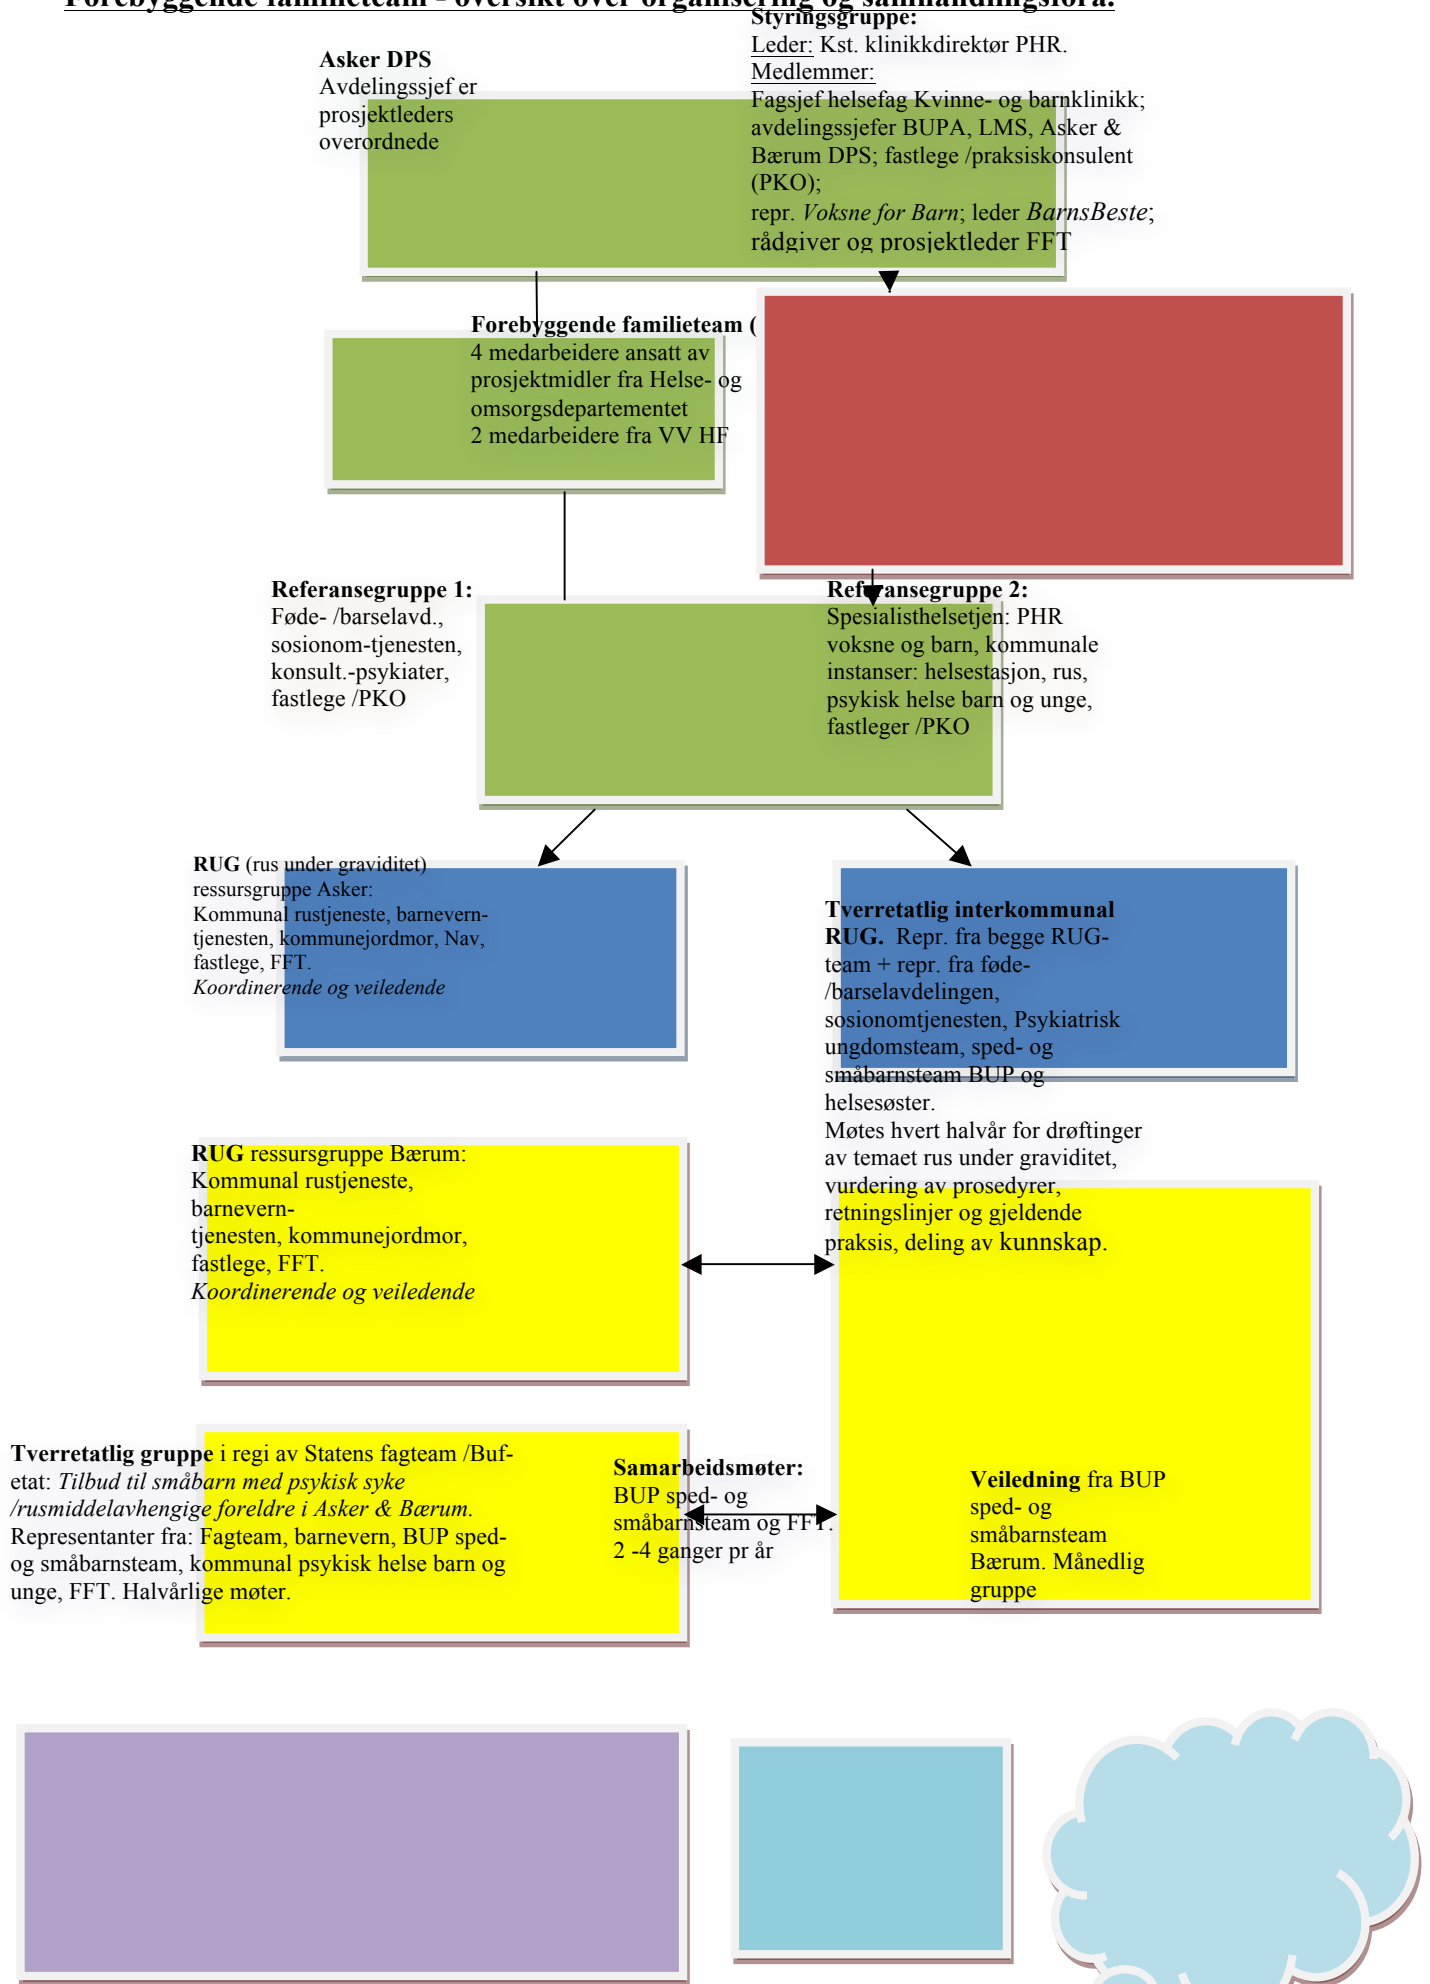 Forebyggende familieteam - oversikt over organisering og samhandlingsfora.
Asker DPS
Avdelingssjef er
prosjektleders
overordnede
Styringsgruppe:
Leder: Kst. klinikkdirektør PHR.
Medlemmer:
Fagsjef helsefag Kvinne- og barnklinikk;
avdelingssjefer BUPA, LMS, Asker &
Bærum DPS; fastlege /praksiskonsulent
(PKO);
repr. Voksne for Barn; leder BarnsBeste;
rådgiver og prosjektleder FFT
Forebyggende familieteam (
4 medarbeidere ansatt av
prosjektmidler fra Helse- og
omsorgsdepartementet
2 medarbeidere fra VV HF
Referansegruppe 1:
Føde- /barselavd.,
sosionom-tjenesten,
konsult.-psykiater,
fastlege /PKO
Referansegruppe 2:
Spesialisthelsetjen: PHR
voksne og barn, kommunale
instanser: helsestasjon, rus,
psykisk helse barn og unge,
fastleger /PKO
RUG (rus under graviditet)
ressursgruppe Asker:
Kommunal rustjeneste, barnevern-
tjenesten, kommunejordmor, Nav,
fastlege, FFT.
Koordinerende og veiledende
Tverretatlig interkommunal
RUG.  Repr. fra begge RUG-
team + repr. fra føde-
/barselavdelingen,
sosionomtjenesten, Psykiatrisk
ungdomsteam, sped- og
småbarnsteam BUP og
helsesøster.
Møtes hvert halvår for drøftinger
av temaet rus under graviditet,
vurdering av prosedyrer,
retningslinjer og gjeldende
praksis, deling av kunnskap.
RUG ressursgruppe Bærum:
Kommunal rustjeneste,
barnevern-
tjenesten, kommunejordmor,
fastlege, FFT.
Koordinerende og veiledende
Tverretatlig gruppe i regi av Statens fagteam /Buf-
etat: Tilbud til småbarn med psykisk syke
/rusmiddelavhengige foreldre i Asker & Bærum.
Representanter fra: Fagteam, barnevern, BUP sped-
og småbarnsteam, kommunal psykisk helse barn og
unge, FFT. Halvårlige møter.
Samarbeidsmøter:
BUP sped- og
småbarnsteam og FFT.
2 -4 ganger pr år
Veiledning fra BUP
sped- og
småbarnsteam
Bærum. Månedlig
gruppe